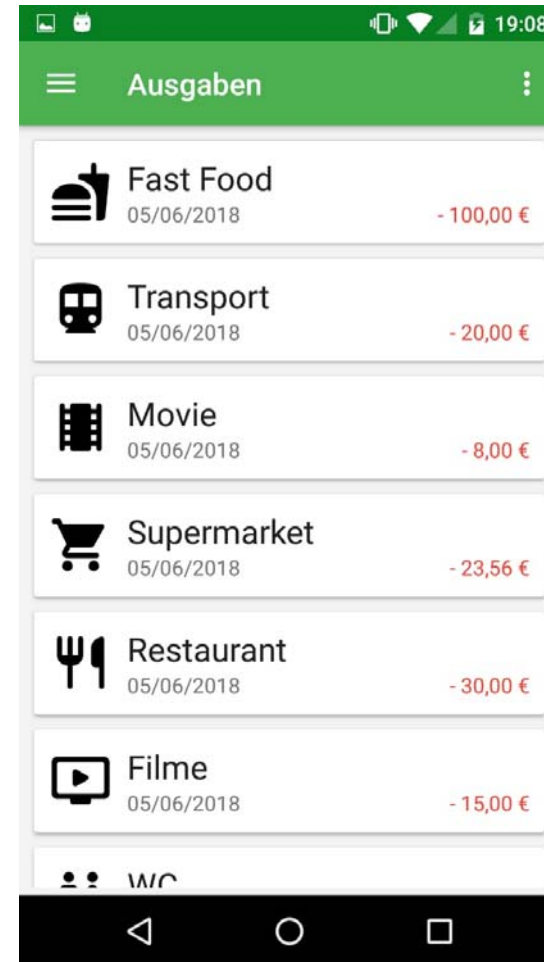 19:08
Ausgaben
Fast Food
05/06/2018
- 100,00 €
Transport
05/06/2018
- 20,00 €
Movie
05/06/2018
- 8,00 €
Supermarket
05/06/2018
- 23,56 €
Restaurant
05/06/2018
- 30,00 €
Filme
05/06/2018
- 15,00 €
WC